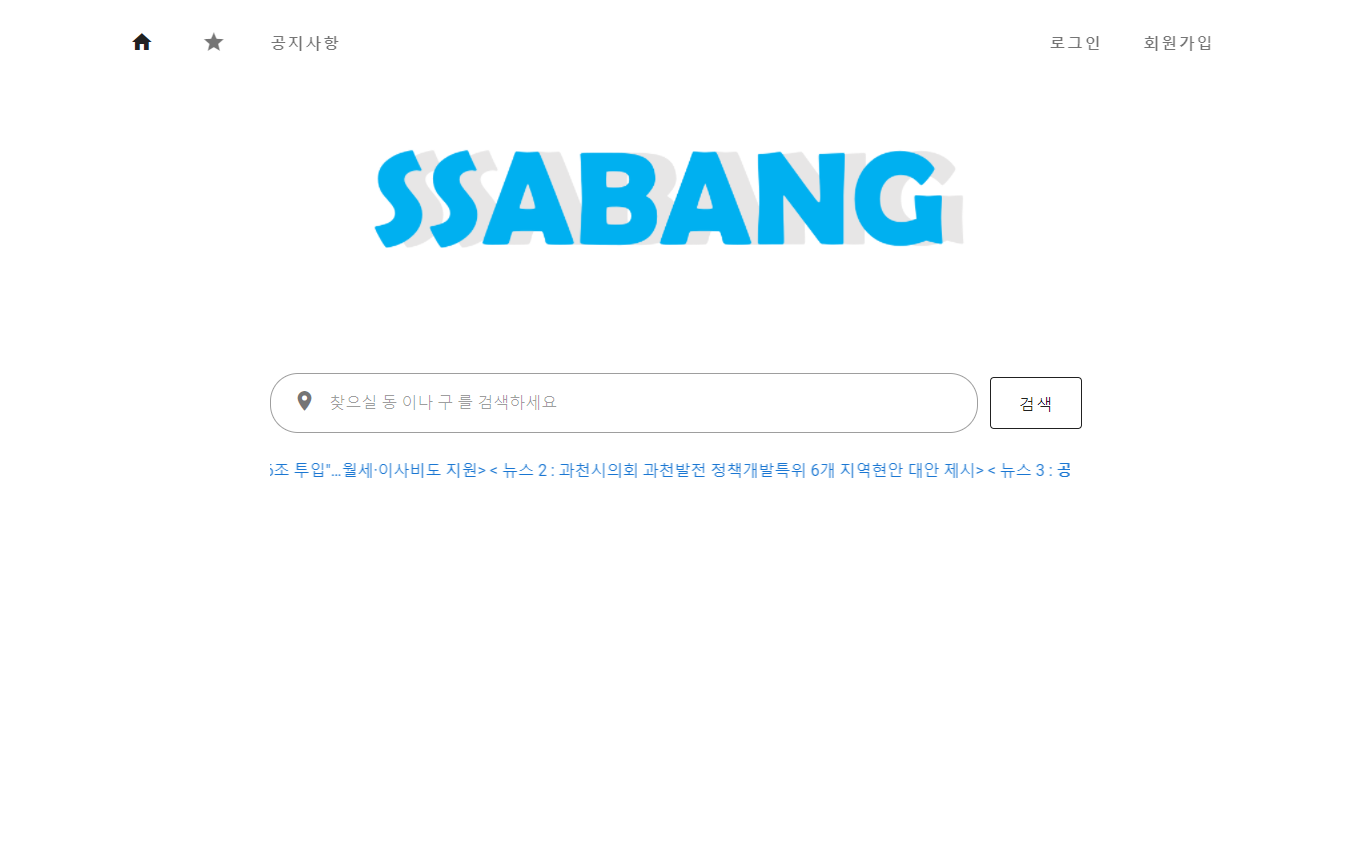 공지사항 로그인 회원가입
SSABANG
찾으실 동 이나 구 를 검색하세요 검색
조 투입"...월세·이사비도 지원> < 뉴스 2 : 과천시의회 과천발전 정책개발특위 6개 지역현안 대안 제시> < 뉴스 3 : 공